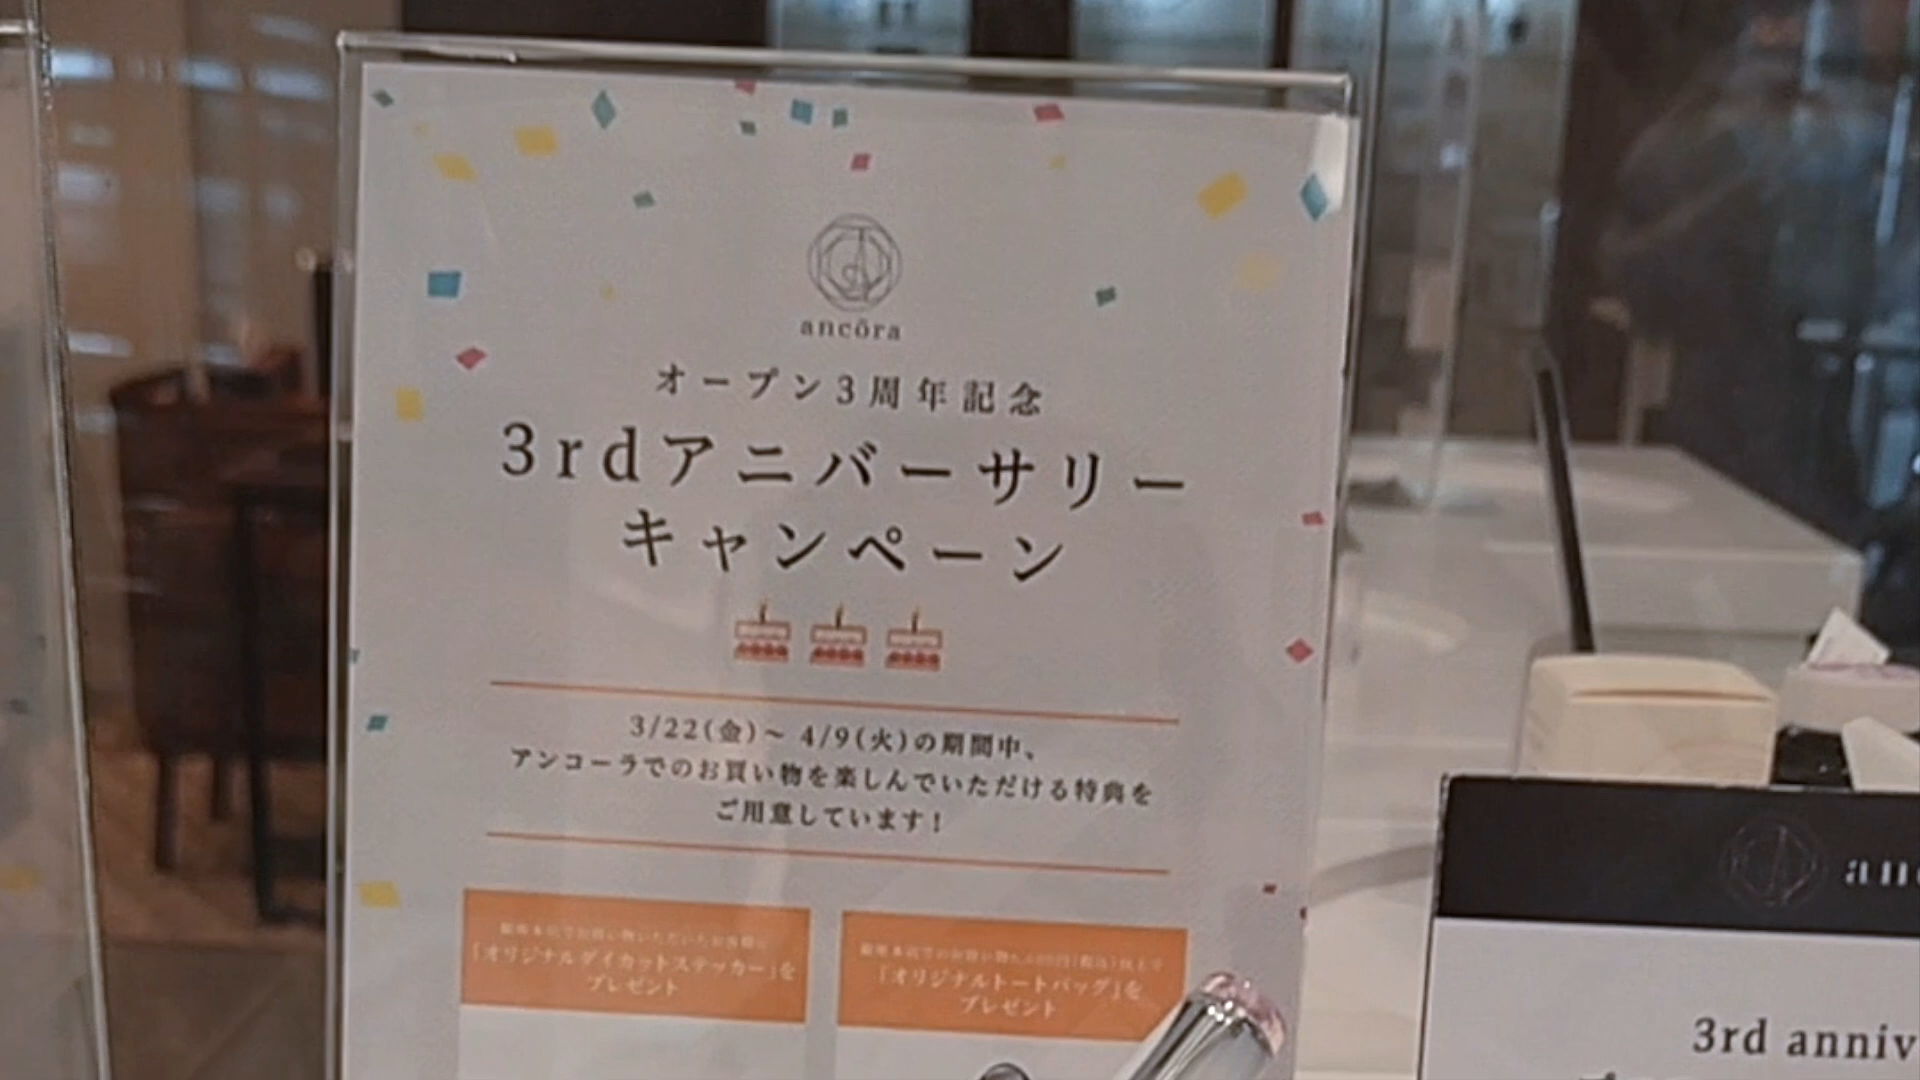 ancōra
オープン3周年記念
3rdアニバーサリー
キャンペーン
3/22(金)～ 4/9(火)の期間中、
アンコーラでのお買い物を楽しんでいただける特典を
ご用意しています！
「オリジナルダイカットステッカー」を
プレゼント
「オリジナルトートバッグ」を
プレゼント
3rd